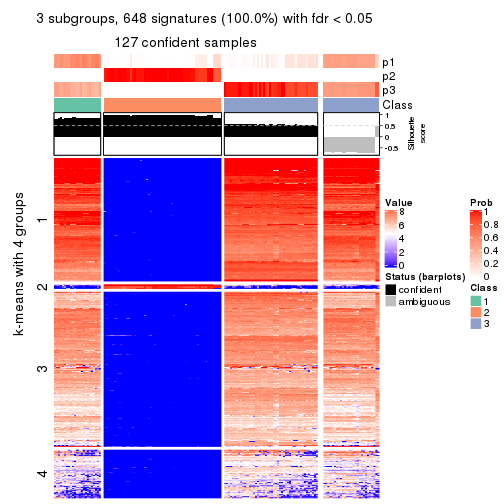 3 subgroups, 648 signatures (100.0%) with fdr < 0.05
127 confident samples
p1
p2
p3
Class
1
0.5
0
-0.5
Silhouette
score
k-means with 4 groups
1
2
3
4
Value
8
6
4
2
0
Status (barplots)
confident
ambiguous
Prob
1
0.8
0.6
0.4
0.2
0
Class
1
2
3